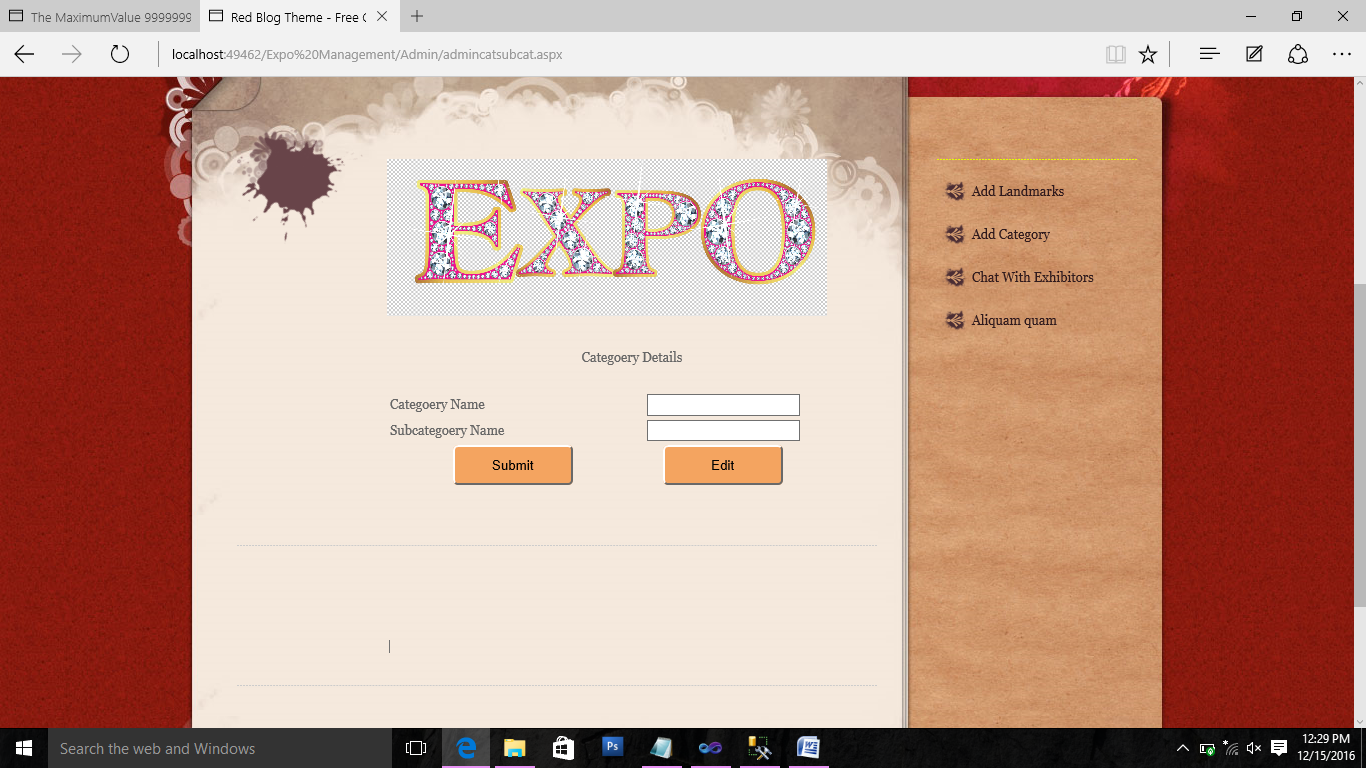 The MaximumValue 9999999
Red Blog Theme - Free C
localhost:49462/Expo%20Management/Admin/admincatsubcat.aspx
EXPO
Add Landmarks
Add Category
Chat With Exhibitors
Aliquam quam
Categoery Details
Categoery Name
Subcategoery Name
Submit
Edit
Search the web and Windows
Ps
12:29 PM
12/15/2016